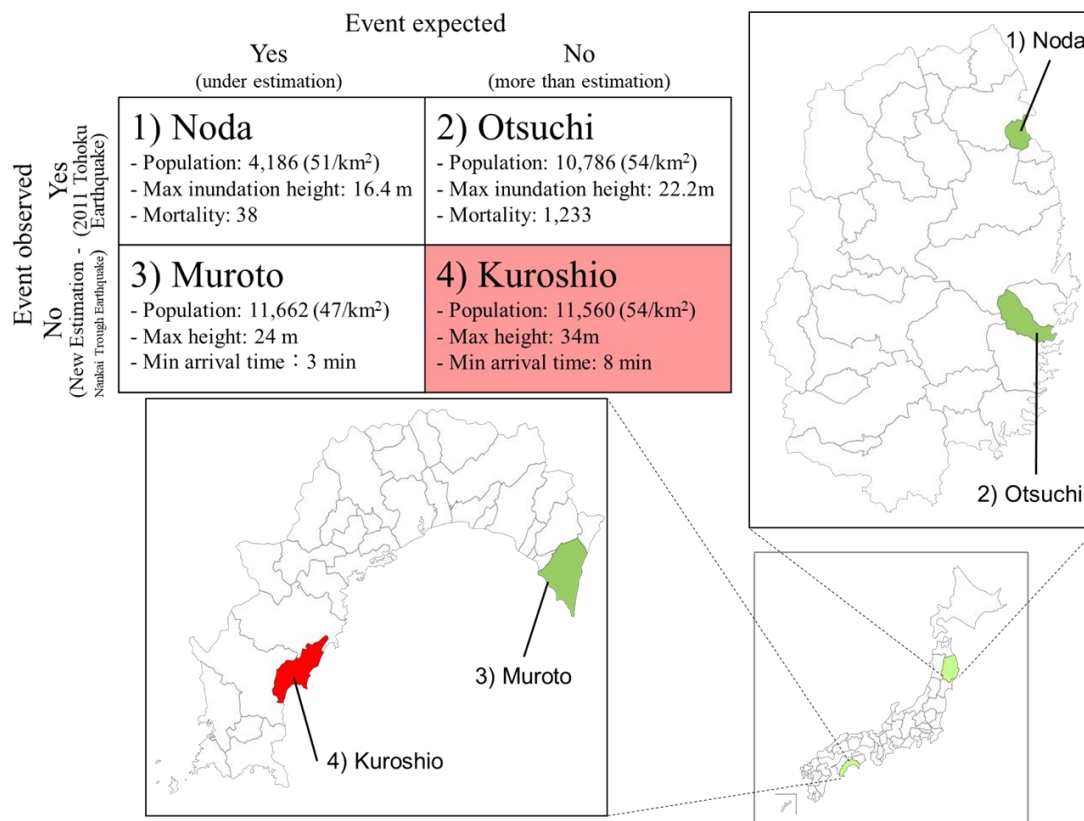 Event expected
Yes
(under estimation)
No
(more than estimation)
Event observed
Yes
(2011 Tohoku
Earthquake)
No
(New Estimation -
Nankai Trough Earthquake)
1) Noda
- Population: 4,186 (51/km²)
- Max inundation height: 16.4 m
- Mortality: 38
2) Otsuchi
- Population: 10,786 (54/km²)
- Max inundation height: 22.2m
- Mortality: 1,233
3) Muroto
- Population: 11,662 (47/km²)
- Max height: 24 m
- Min arrival time：3 min
4) Kuroshio
- Population: 11,560 (54/km²)
- Max height: 34m
- Min arrival time: 8 min
1) Noda
2) Otsuchi
3) Muroto
4) Kuroshio